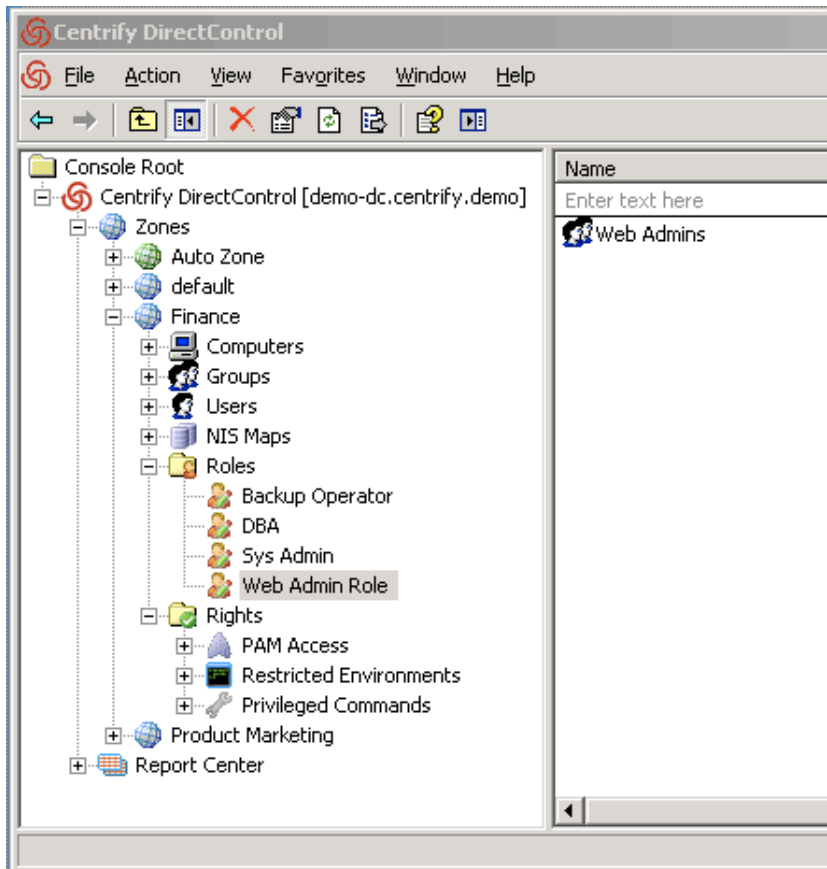 Centrify DirectControl
File Action View Favorites Window Help
Console Root
Centrify DirectControl [demo-dc.centrify.demo]
Zones
Auto Zone
default
Finance
Computers
Groups
Users
NIS Maps
Roles
Backup Operator
DBA
Sys Admin
Web Admin Role
Rights
PAM Access
Restricted Environments
Privileged Commands
Product Marketing
Report Center
Name
Enter text here
Web Admins